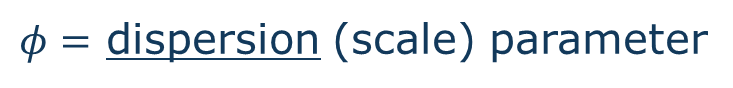 ϕ = dispersion (scale) parameter